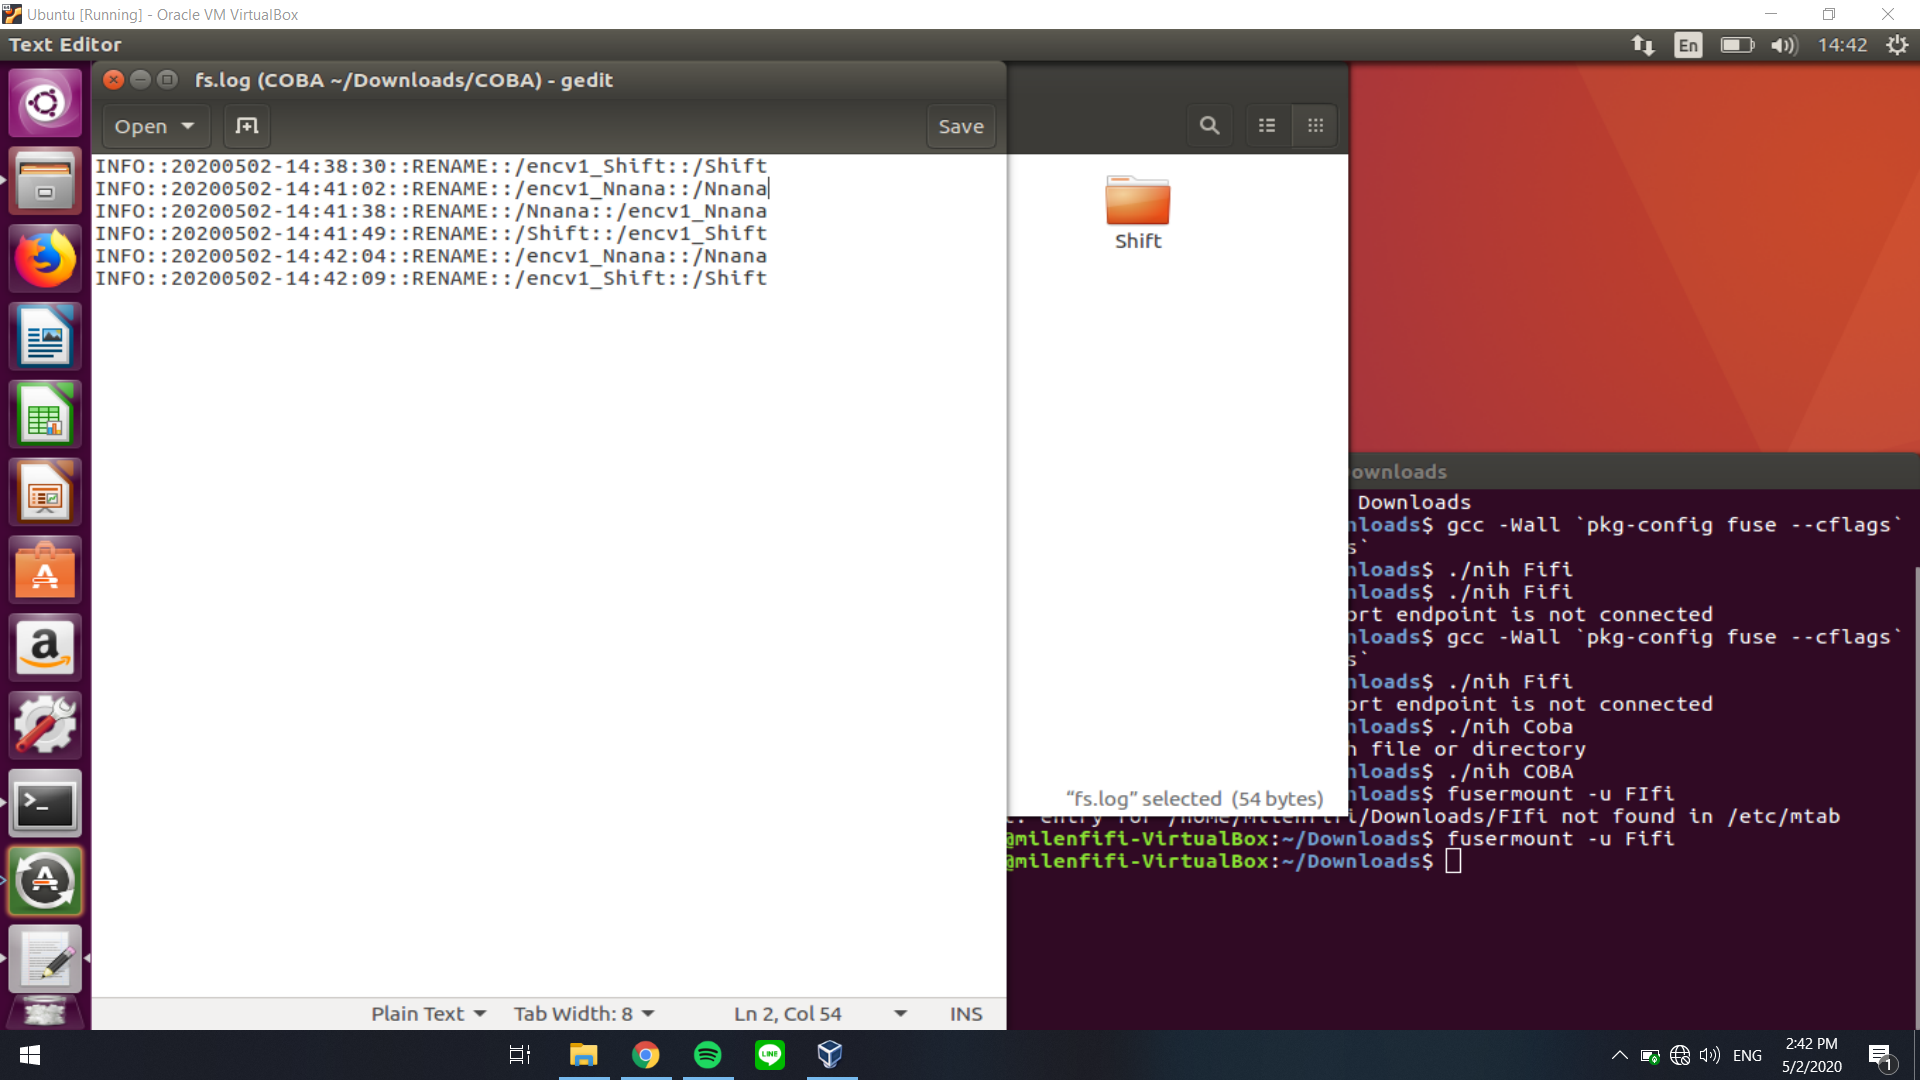 Ubuntu [Running] - Oracle VM VirtualBox
Text Editor
En
14:42
fs.log (COBA ~/Downloads/COBA) - gedit
Open
Save
INFO::20200502-14:38:30::RENAME::/encv1_Shift::/Shift
INFO::20200502-14:41:02::RENAME::/encv1_Nnana::/Nnana
INFO::20200502-14:41:38::RENAME::/Nnana::/encv1_Nnana
INFO::20200502-14:41:49::RENAME::/Shift::/encv1_Shift
INFO::20200502-14:42:04::RENAME::/encv1_Nnana::/Nnana
INFO::20200502-14:42:09::RENAME::/encv1_Shift::/Shift
Plain Text
Tab Width: 8
Ln 2, Col 54
INS
Shift
“fs.log” selected (54 bytes)
ownloads
Downloads
nloads$ gcc -Wall `pkg-config fuse --cflags`
s`
nloads$ ./nih Fifi
nloads$ ./nih Fifi
ort endpoint is not connected
nloads$ gcc -Wall `pkg-config fuse --cflags`
s`
nloads$ ./nih Fifi
ort endpoint is not connected
nloads$ ./nih Coba
h file or directory
nloads$ ./nih COBA
nloads$ fusermount -u FIfi
t: entry for /home/milenfifi/Downloads/FIfi not found in /etc/mtab
@milenfifi-VirtualBox:~/Downloads$ fusermount -u Fifi
@milenfifi-VirtualBox:~/Downloads$
a
LINE
ENG
2:42 PM
5/2/2020
1